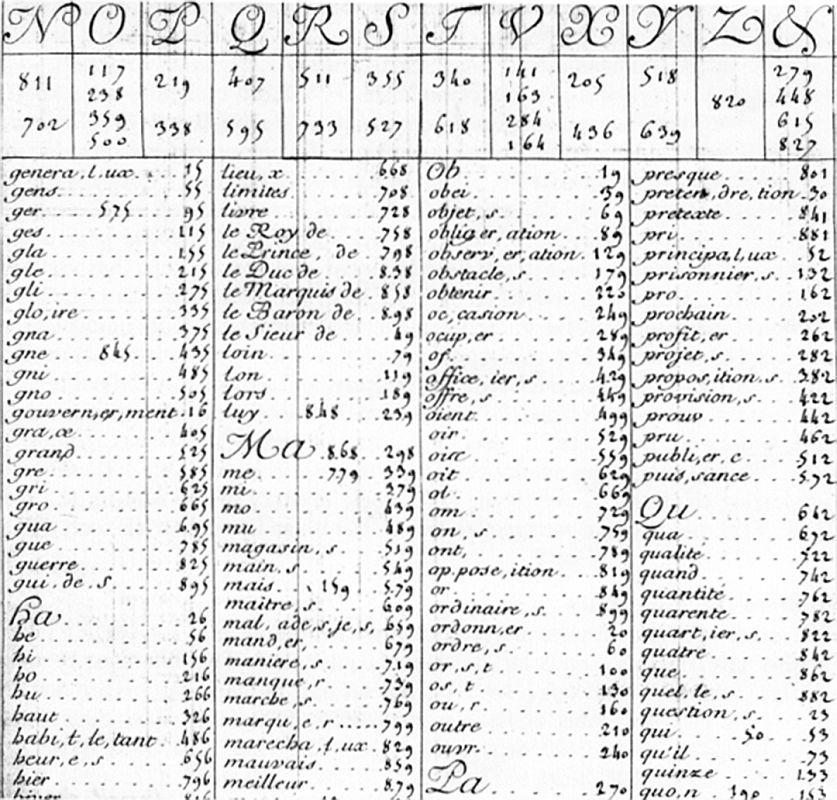 N O P Q R S T V X Y Z &
811 117 219 407 511 355 340 141 205 518 279
238 163 820 448
702 359 338 595 733 527 618 284 436 639 615
500 164 827
genera, l, ux. 15
gens. 55
ger 575 95
ges 115
gla 155
gle 215
gli 275
glo, ire 335
gna 375
gne 845 435
gni 485
gno 505
gouvern, er, ment. 16
gra, ce 405
grand 525
gre 585
gri 625
gro 665
gua 695
gue 785
guerre 825
gui. de. s 895
ha 26
he 56
hi 156
ho 216
hu 266
haut 326
habi, t, le, tant. 486
heur, e, s 656
hier 796
hiver
lieu, x 668
limites 708
livre 728
le Roy de 758
le Prince, de 798
le Duc de 838
le Marquis de 858
le Baron de 898
le Sieur de 49
loin 79
lon 119
lors 189
luy 848 239
Ma 868 298
me 779 339
mi 379
mo 439
mu 489
magasin, s 519
main, s 549
mais 159 579
maitre, s 609
mal, ade, s, je, s, 659
mand, er, 679
maniere, s 719
manque, r 739
marche, s 769
marqu, e, r 799
marecha, l, ux 829
mauvais 859
meilleur 879
Ob 19
obei 39
objet, s 69
oblig, er, ation 89
observ, er, ation. 129
obstacle, s 179
obtenir 220
oc, casion 249
ocup, er 289
of 349
office, ier, s 429
offre, s 449
oient 499
oir 529
oise 559
oit 629
ol 669
om 729
on, s 759
ont, 789
op. pose, ition 819
or 849
ordinaire, s 899
ordonn, er 20
ordre, s 60
or, s, t 100
os, t 130
ou, r 160
outre 210
ouvr 240
Pa 270
presque 801
preten, dre, tion. 30
pretexte 841
pri 881
principa, l, ux 52
prisonnier, s 132
pro 162
prochain 202
profit, er 262
projet, s 282
propos, ition, s 382
provision, s 422
prouv 442
pru 462
publi, er, c 512
puis, sance 572
Qu 642
qua 672
qualite 722
quand 742
quantite 762
quarente 782
quart, ier, s 822
quatre 842
que 862
quel, le, s 882
question, s 23
qui 50 53
qu'il 73
quinze 133
quo, n 190 153